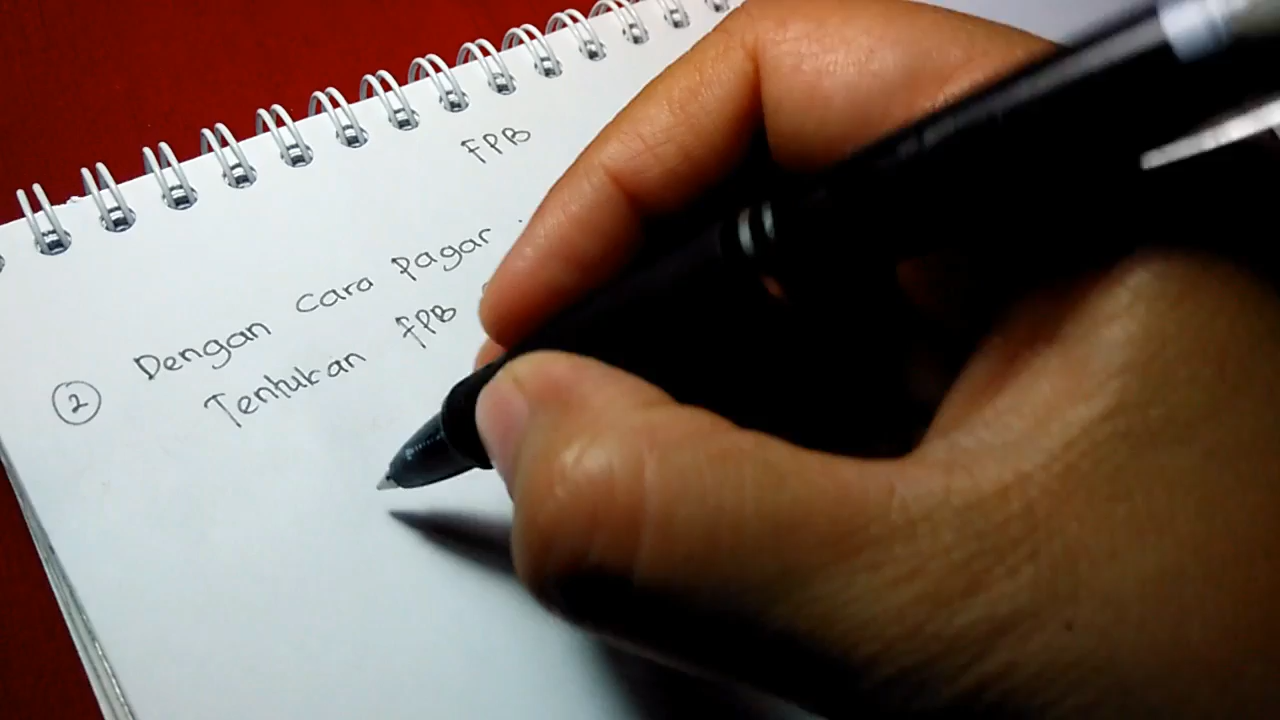 FPB
② Dengan cara Pagar
Tentukan FPB